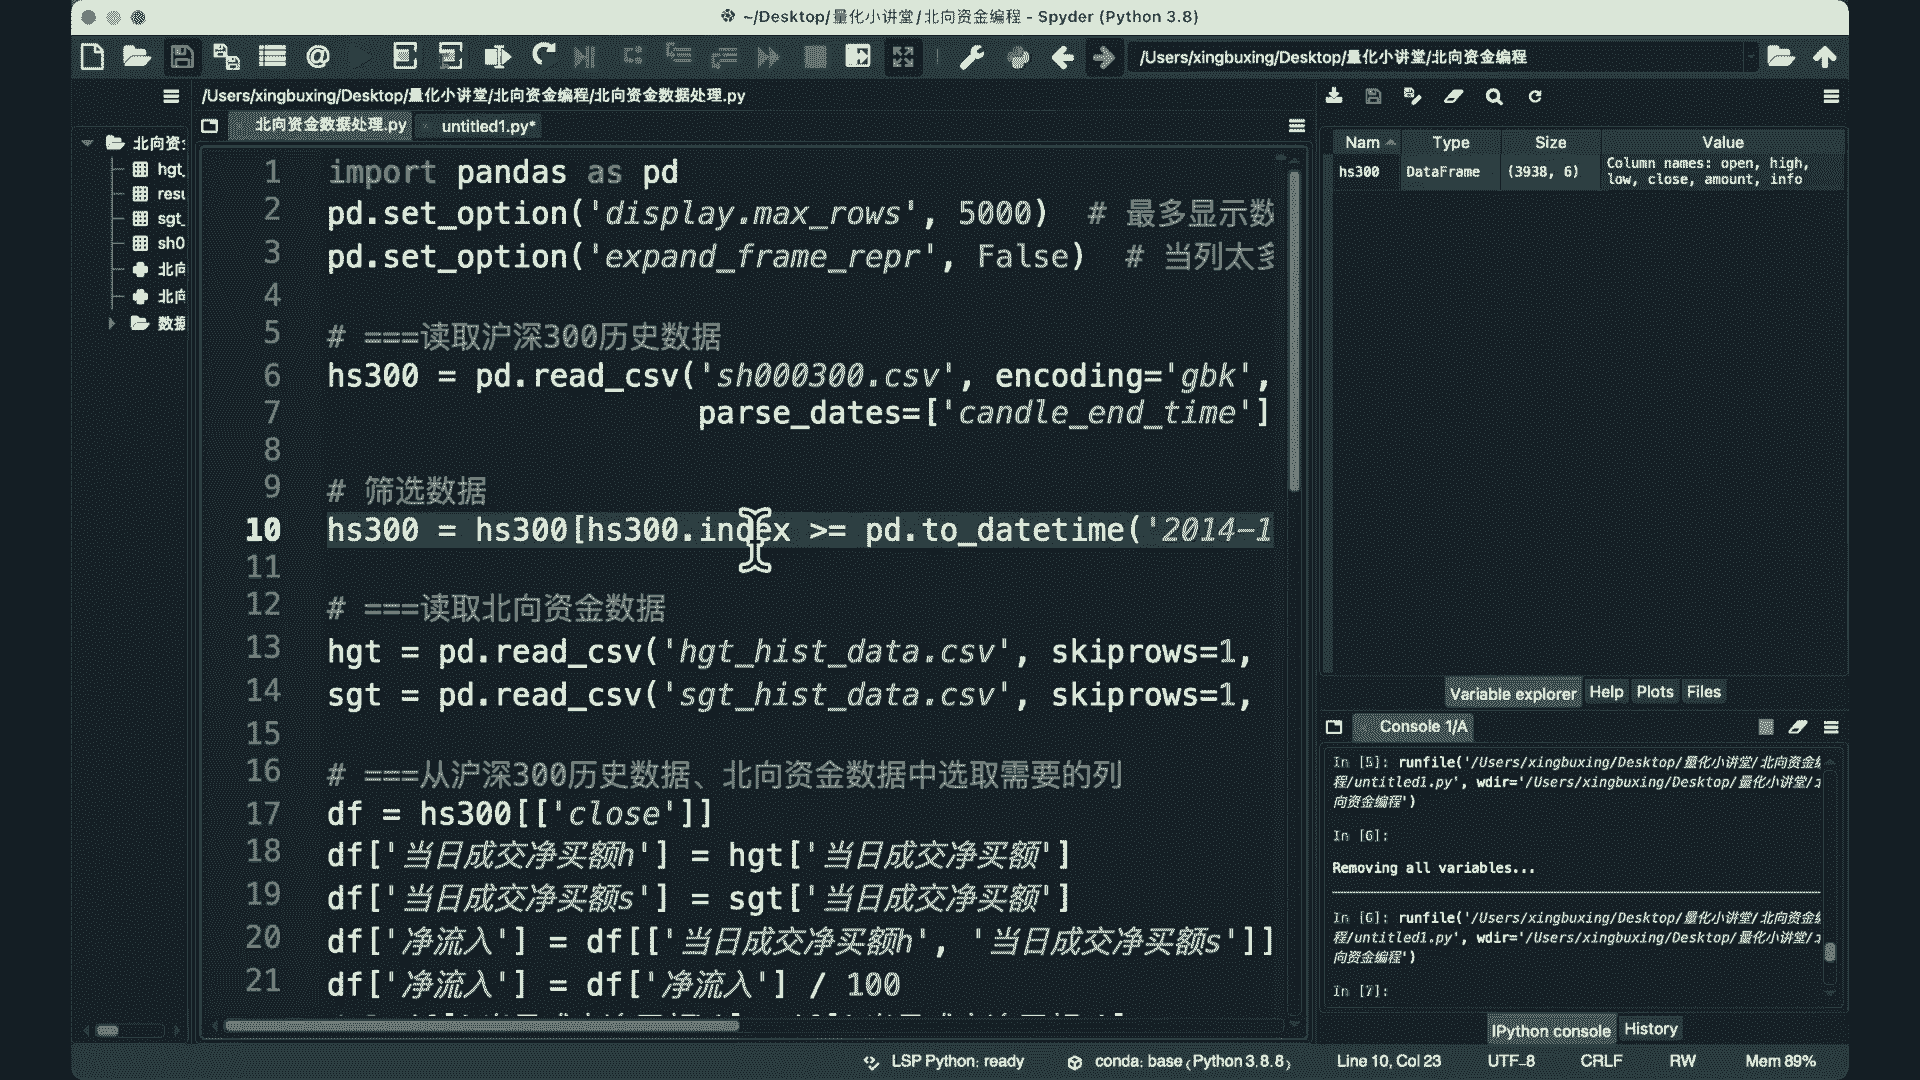 ~/Desktop/量化小讲堂/北向资金编程 - Spyder (Python 3.8)
/Users/xingbuxing/Desktop/量化小讲堂/北向资金编程
/Users/xingbuxing/Desktop/量化小讲堂/北向资金编程/北向资金数据处理.py
北向资金数据处理.py
untitled1.py*
北向资
hgt_
resu
sgt_
sh0
北向
北向
数据
1 import pandas as pd
2 pd.set_option('display.max_rows', 5000)  # 最多显示数
3 pd.set_option('expand_frame_repr', False)  # 当列太多
4
5 # ===读取沪深300历史数据
6 hs300 = pd.read_csv('sh000300.csv', encoding='gbk',
7 parse_dates=['candle_end_time']
8
9 # 筛选数据
10 hs300 = hs300[hs300.index >= pd.to_datetime('2014-1
11
12 # ===读取北向资金数据
13 hgt = pd.read_csv('hgt_hist_data.csv', skiprows=1,
14 sgt = pd.read_csv('sgt_hist_data.csv', skiprows=1,
15
16 # ===从沪深300历史数据、北向资金数据中选取需要的列
17 df = hs300[['close']]
18 df['当日成交净买额h'] = hgt['当日成交净买额']
19 df['当日成交净买额s'] = sgt['当日成交净买额']
20 df['净流入'] = df[['当日成交净买额h', '当日成交净买额s']]
21 df['净流入'] = df['净流入'] / 100
Nam Type Size Value
hs300 DataFrame (3938, 6) Column names: open, high,
low, close, amount, info
Variable explorer Help Plots Files
Console 1/A
In [5]: runfile('/Users/xingbuxing/Desktop/量化小讲堂/北向资金编
程/untitled1.py', wdir='/Users/xingbuxing/Desktop/量化小讲堂/北
向资金编程')
In [6]:
Removing all variables...
In [6]: runfile('/Users/xingbuxing/Desktop/量化小讲堂/北向资金编
程/untitled1.py', wdir='/Users/xingbuxing/Desktop/量化小讲堂/北
向资金编程')
In [7]:
IPython console History
LSP Python: ready conda: base (Python 3.8.8) Line 10, Col 23 UTF-8 CRLF RW Mem 89%